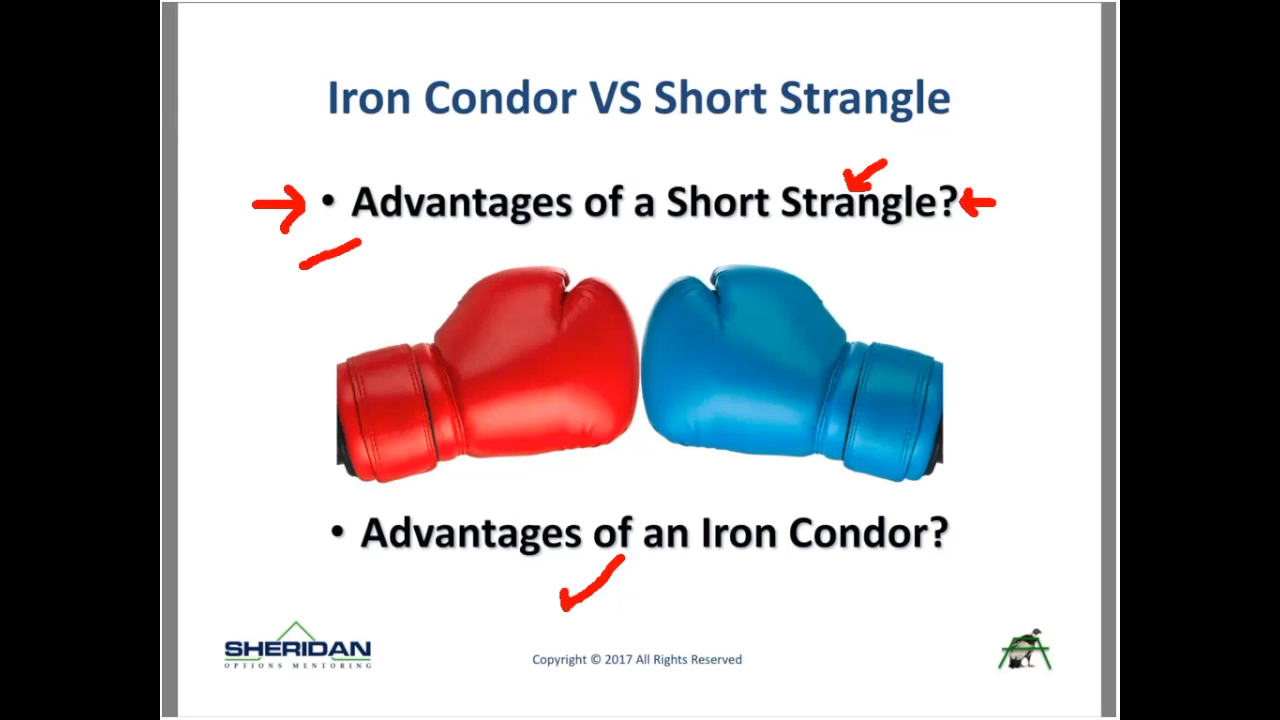 Iron Condor VS Short Strangle
• Advantages of a Short Strangle?
• Advantages of an Iron Condor?
SHERIDAN
OPTIONS MENTORING
Copyright © 2017 All Rights Reserved